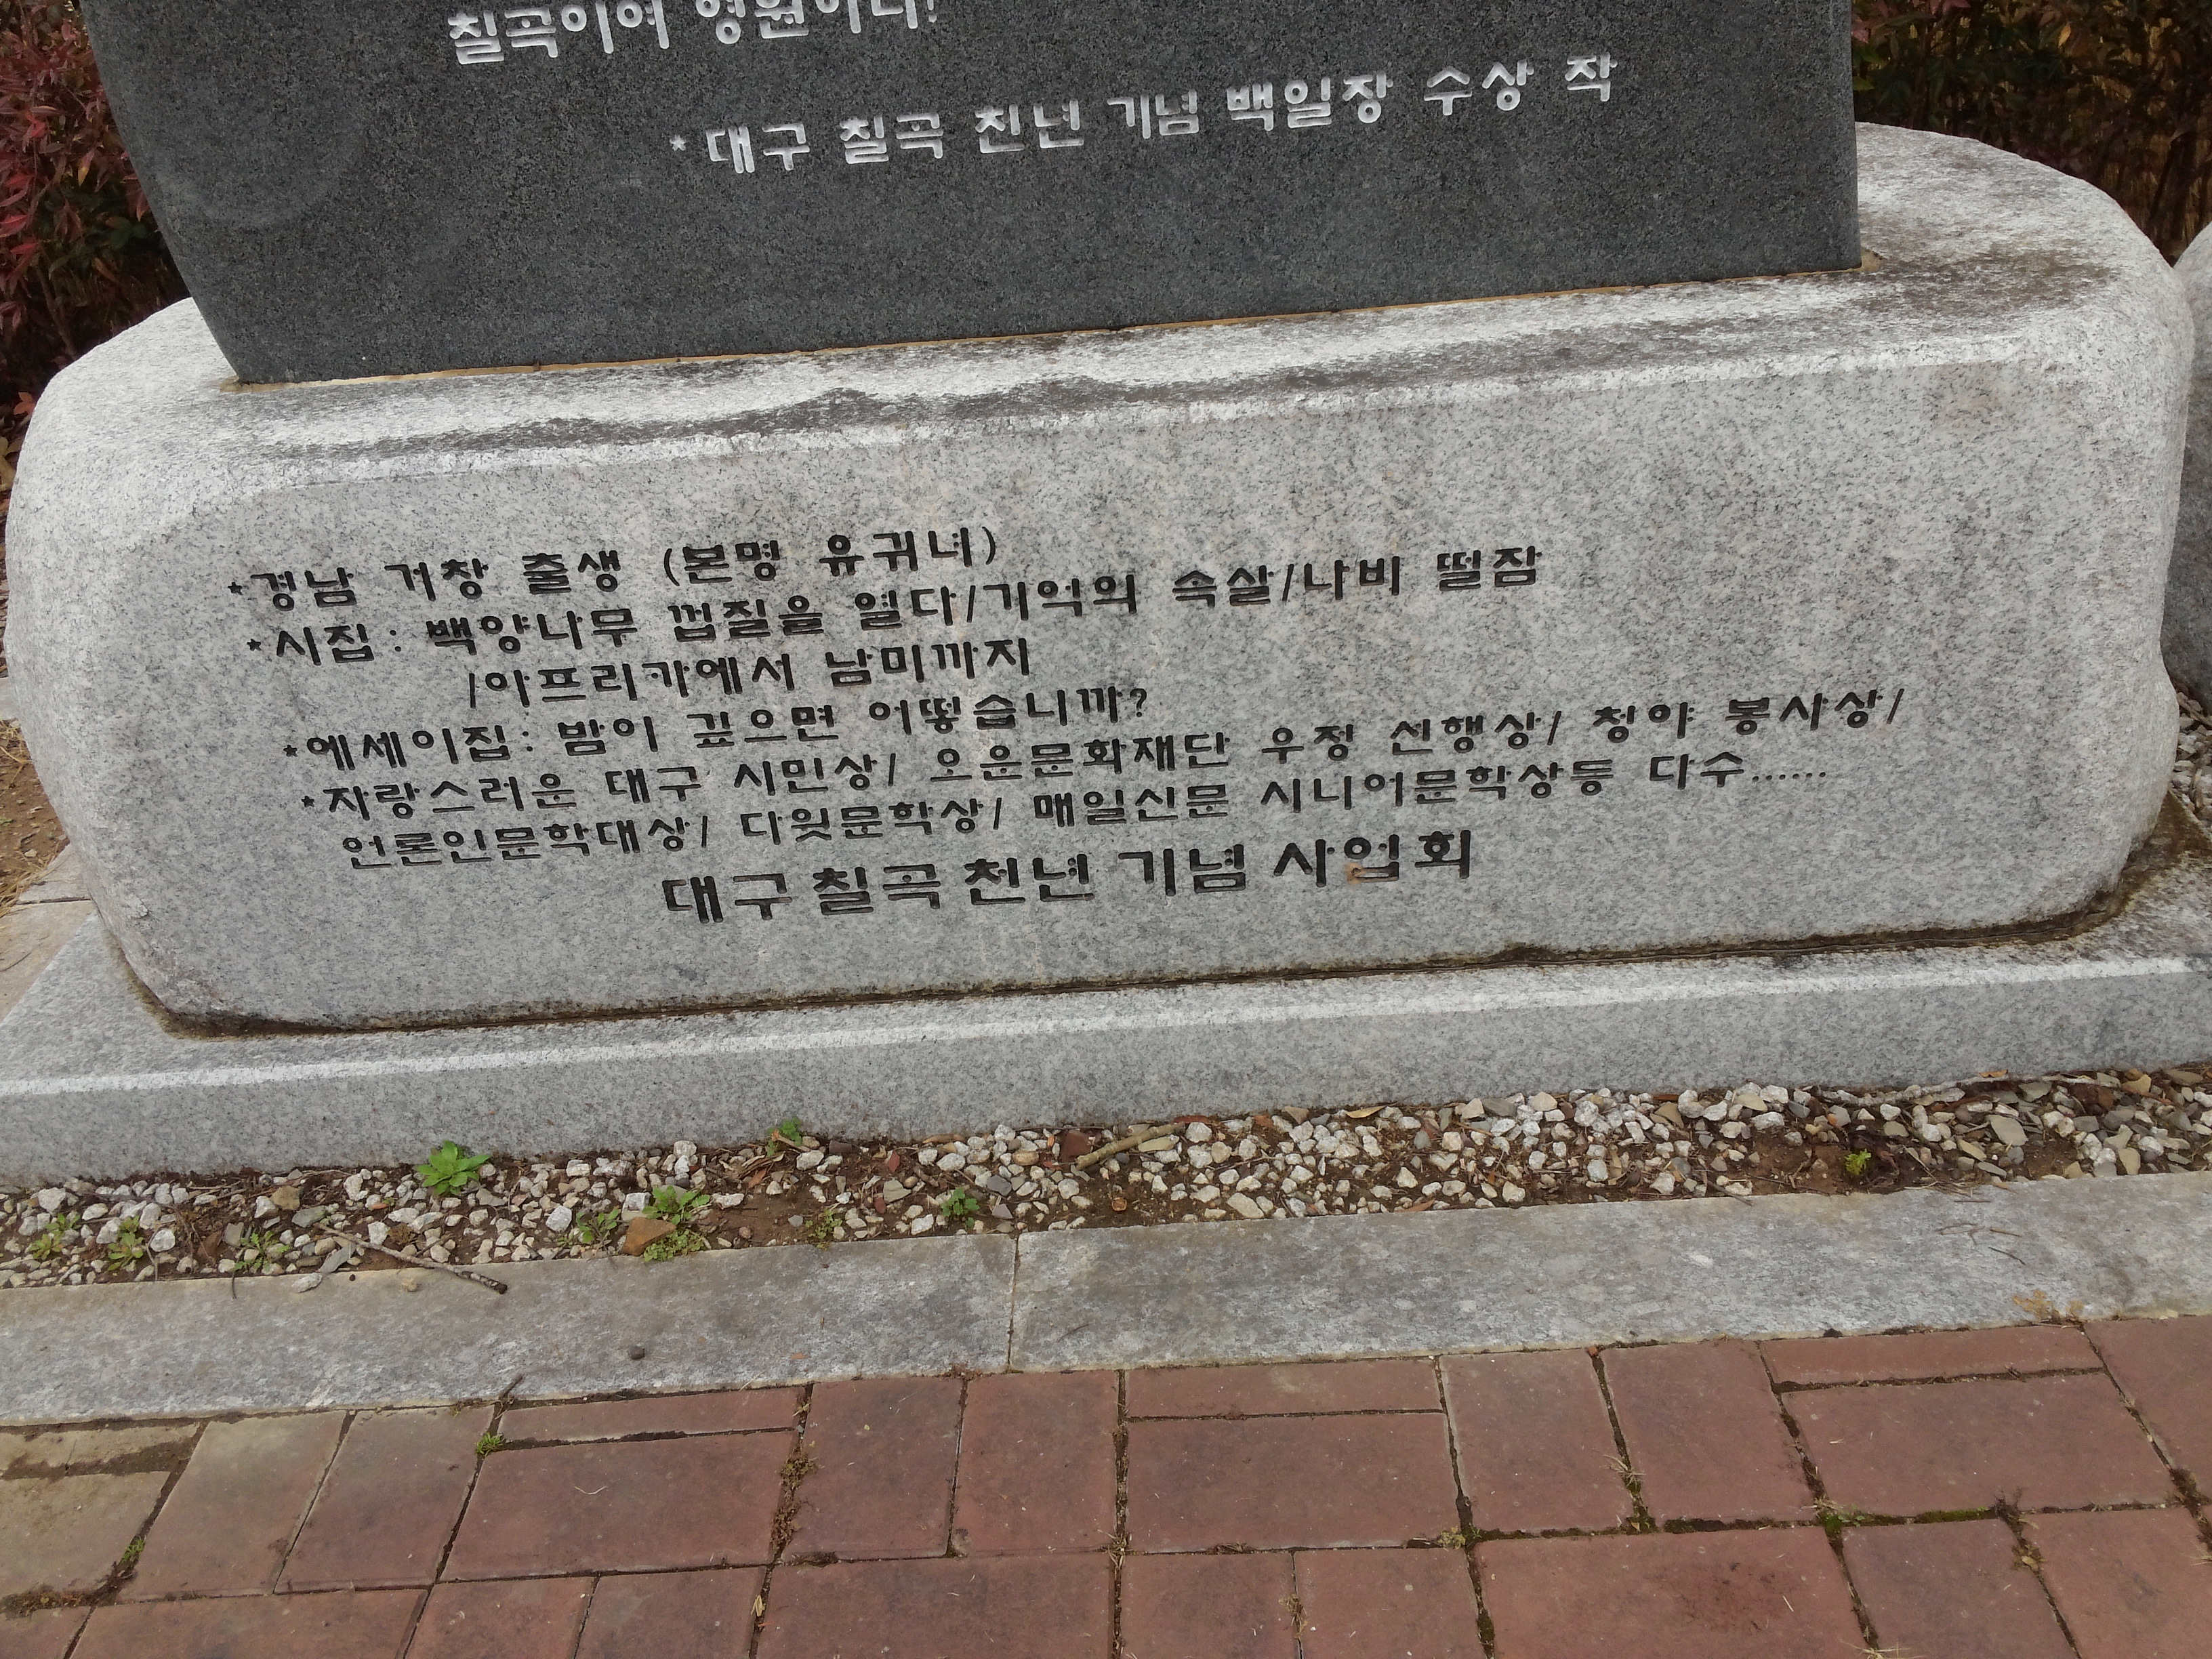 칠곡이여 영원하라!
*대구 칠곡 천년 기념 백일장 수상 작
*경남 거창 출생 (본명 유귀녀)
*시집: 백양나무 껍질을 열다/기억의 속살/나비 떨잠
/아프리카에서 남미까지
*에세이집: 밤이 깊으면 어떻습니까?
*자랑스러운 대구 시민상/ 오운문화재단 우정 선행상/ 청아 봉사상/
언론인문학대상/ 다윗문학상/ 매일신문 시니어문학상등 다수......
대구 칠곡 천년 기념 사업회